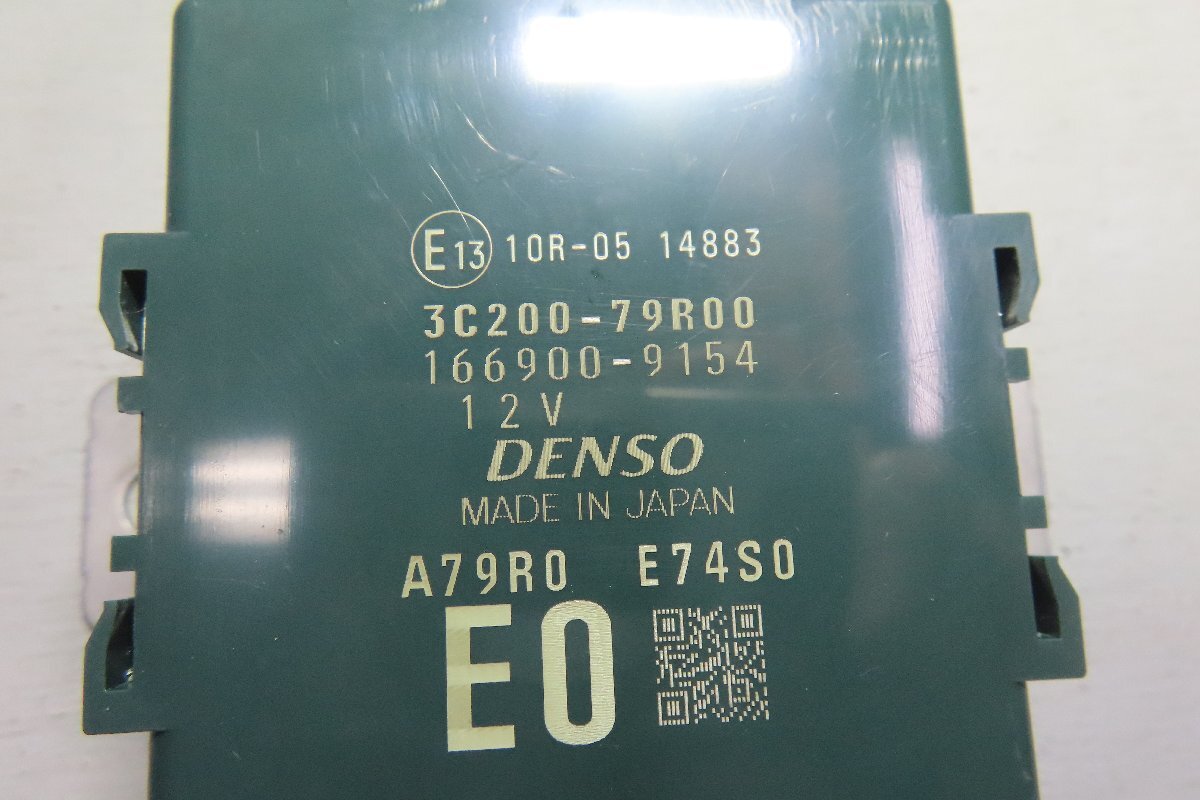 E13 10R-05 14883
3C200-79R00
166900-9154
12V
DENSO
MADE IN JAPAN
A79R0 E74S0
E0